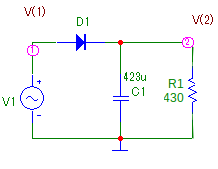 V(1)
V(2)
D1
1
2
+
V1
-
423u
C1
R1
430